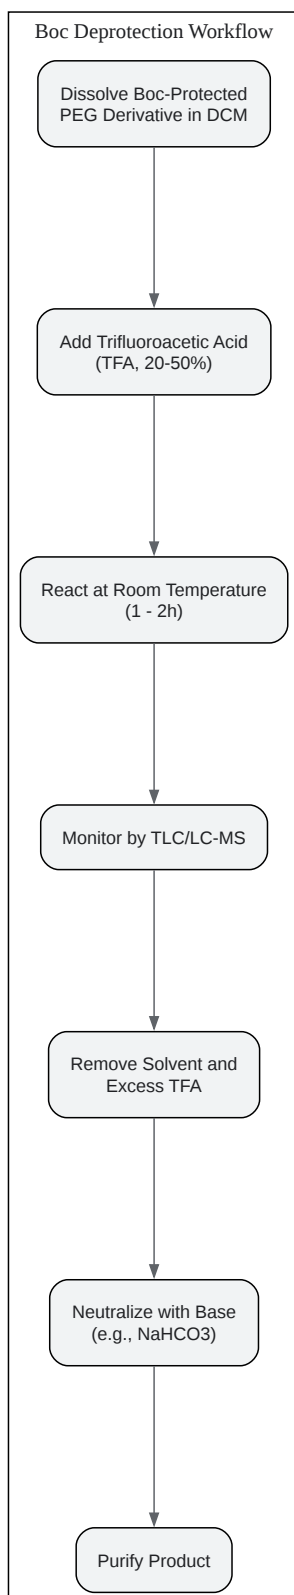 Boc Deprotection Workflow
Dissolve Boc-Protected
PEG Derivative in DCM
Add Trifluoroacetic Acid
(TFA, 20-50%)
React at Room Temperature
(1 - 2h)
Monitor by TLC/LC-MS
Remove Solvent and
Excess TFA
Neutralize with Base
(e.g., NaHCO3)
Purify Product